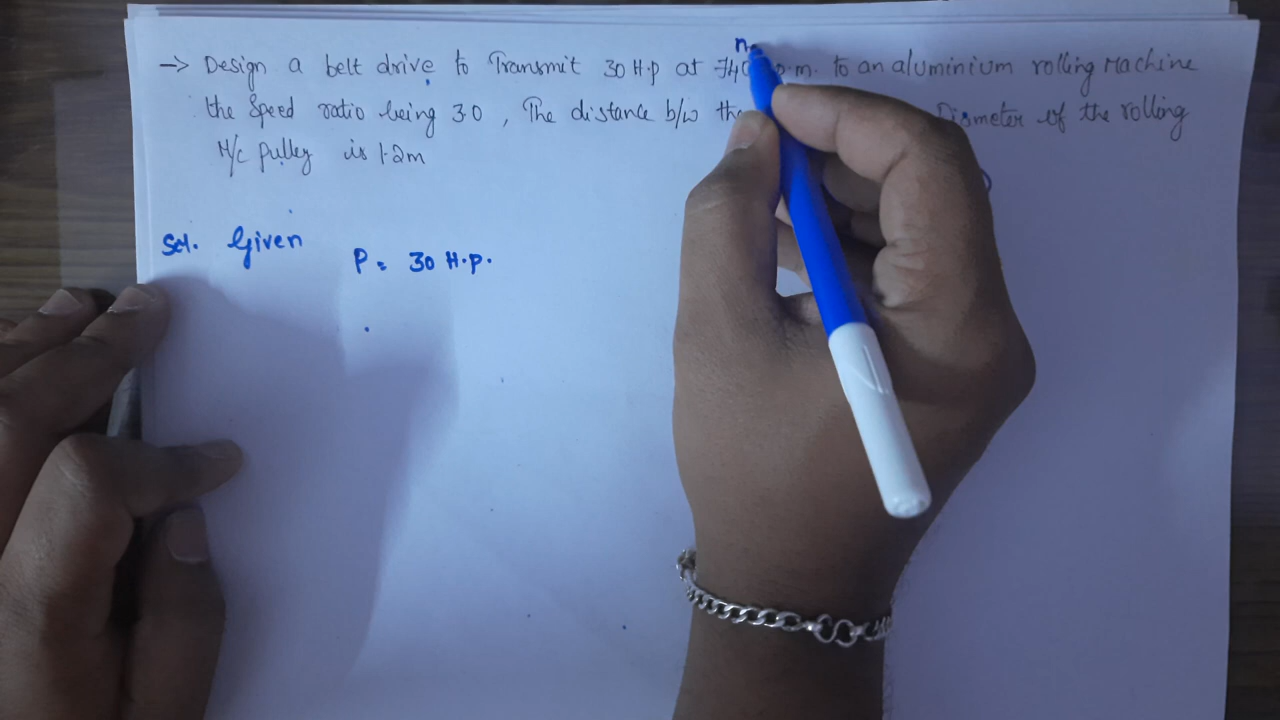 → Design a belt drive to Transmit 30 H.p at 740 p.m. to an aluminium rolling Machine
the Speed ratio being 3.0 , The distance b/w the Diameter of the rolling
M/c pulley is 1.2m
n
Sol. Given
P = 30 H.p.